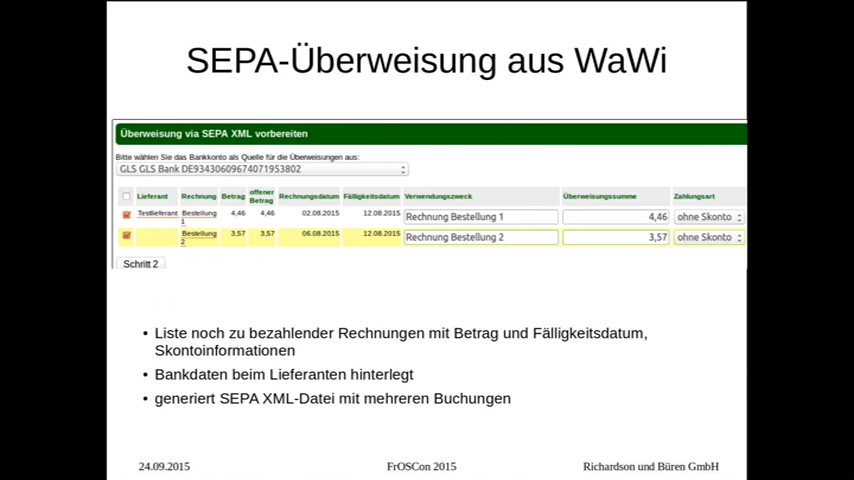 SEPA-Überweisung aus WaWi
Überweisung via SEPA XML vorbereiten
Bitte wählen Sie das Bankkonto als Quelle für die Überweisungen aus:
GLS GLS Bank DE93430609674071953802
Lieferant Rechnung Betrag offener Betrag Rechnungsdatum Fälligkeitsdatum Verwendungszweck Überweisungssumme Zahlungsart
Testlieferant Bestellung 1 4,46 4,46 02.08.2015 12.08.2015 Rechnung Bestellung 1 4,46 ohne Skonto
Bestellung 2 3,57 3,57 06.08.2015 12.08.2015 Rechnung Bestellung 2 3,57 ohne Skonto
Schritt 2
• Liste noch zu bezahlender Rechnungen mit Betrag und Fälligkeitsdatum,
Skontoinformationen
• Bankdaten beim Lieferanten hinterlegt
• generiert SEPA XML-Datei mit mehreren Buchungen
24.09.2015 FrOSCon 2015 Richardson und Büren GmbH